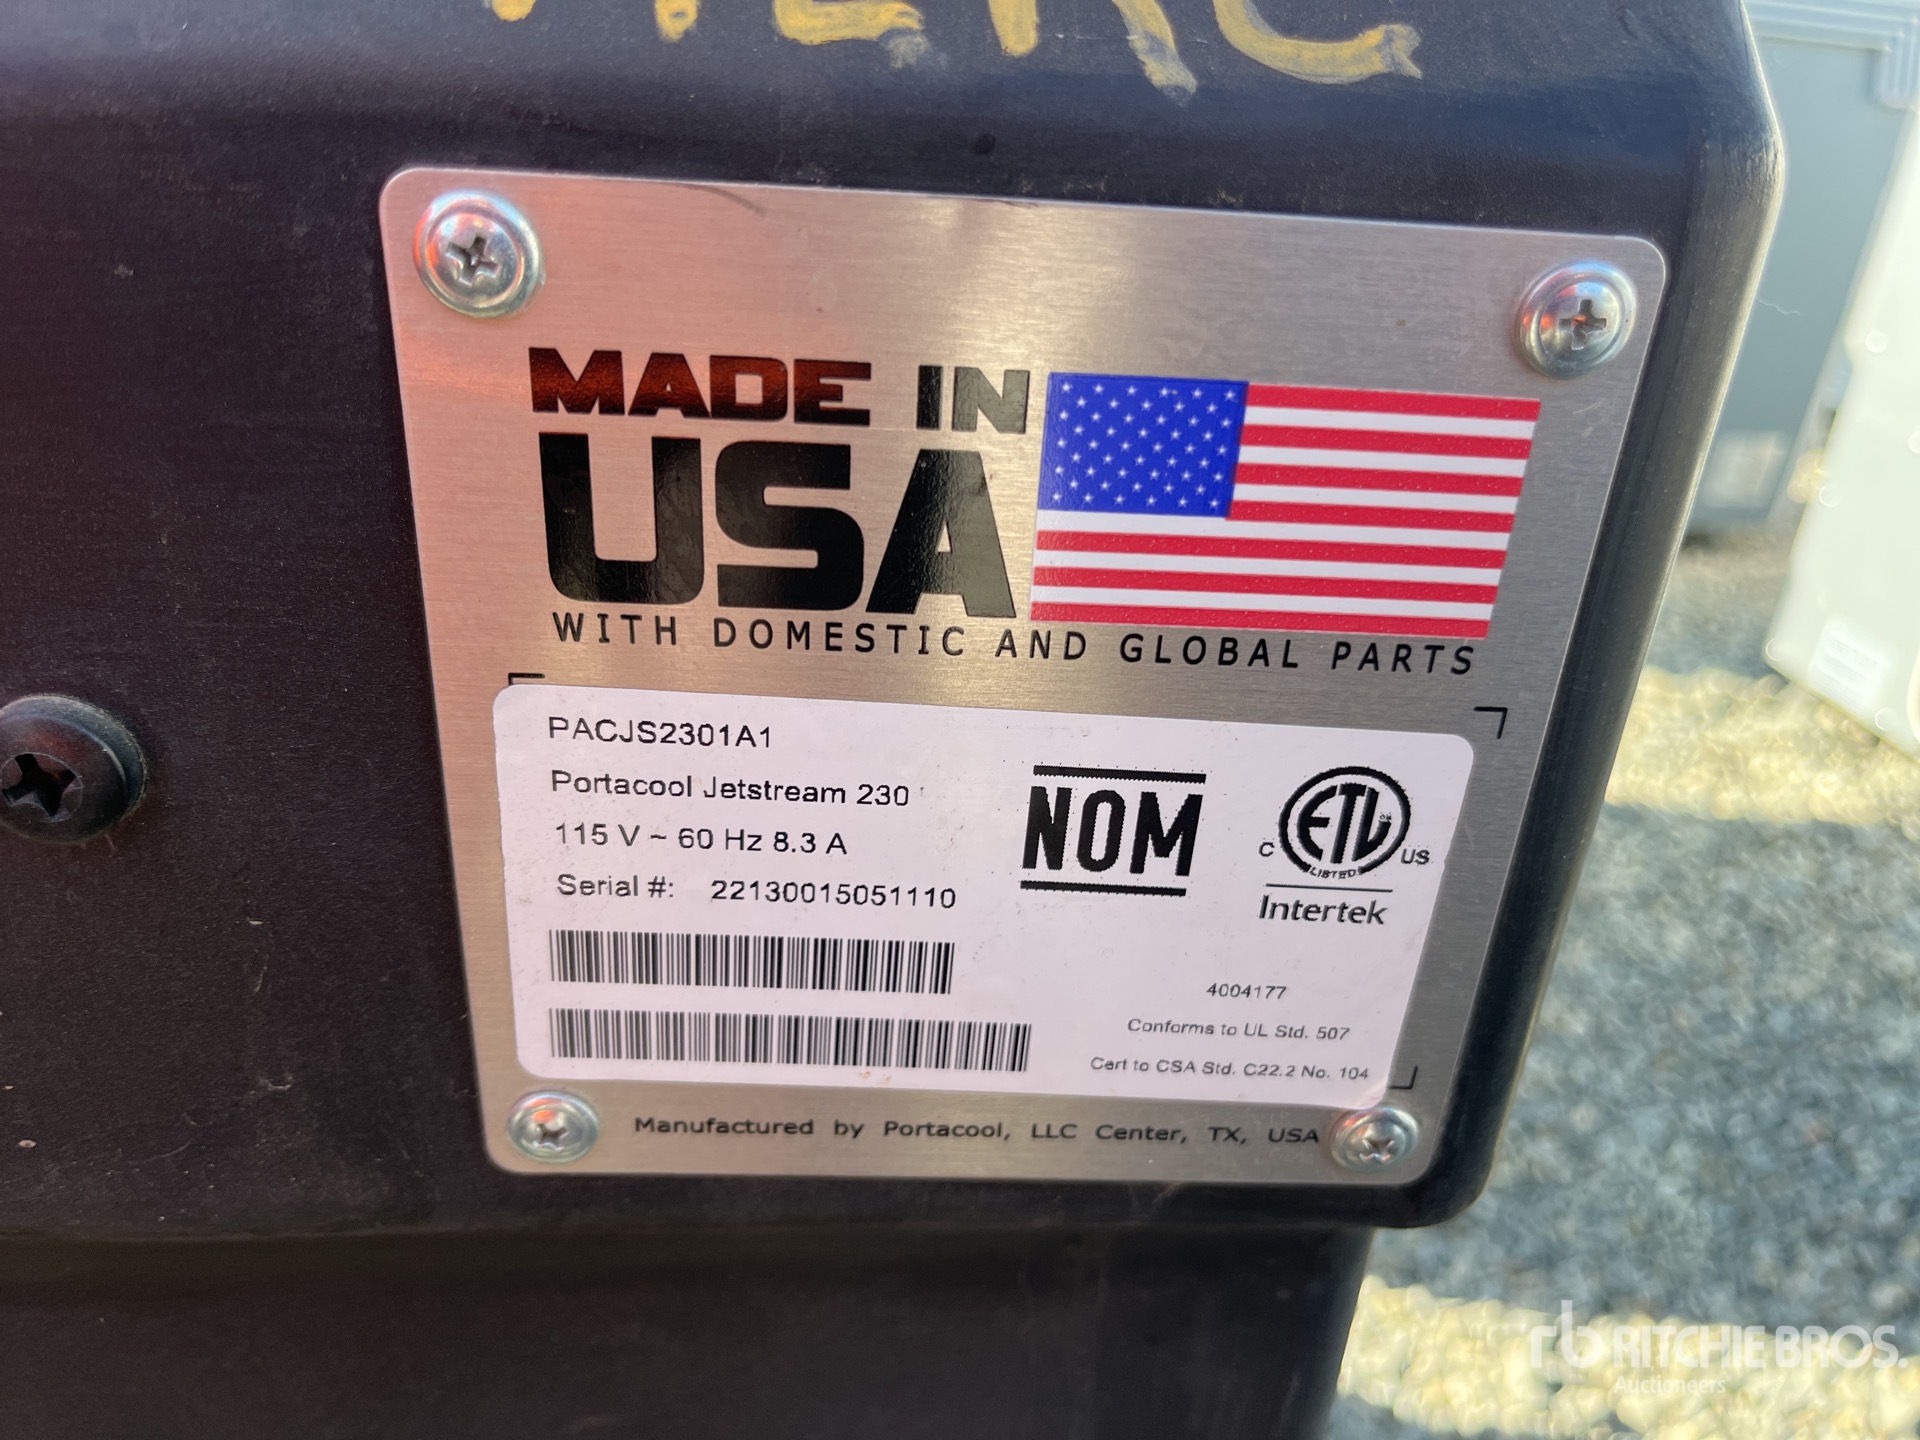 MADE IN
USA
WITH DOMESTIC AND GLOBAL PARTS
PACJS2301A1
Portacool Jetstream 230
115 V ~ 60 Hz 8.3 A
Serial #: 22130015051110
NOM
C ETL US
LISTED
Intertek
4004177
Conforms to UL Std. 507
Cert to CSA Std. C22.2 No. 104
Manufactured by Portacool, LLC Center, TX, USA
rb RITCHIE BROS.
Auctioneers